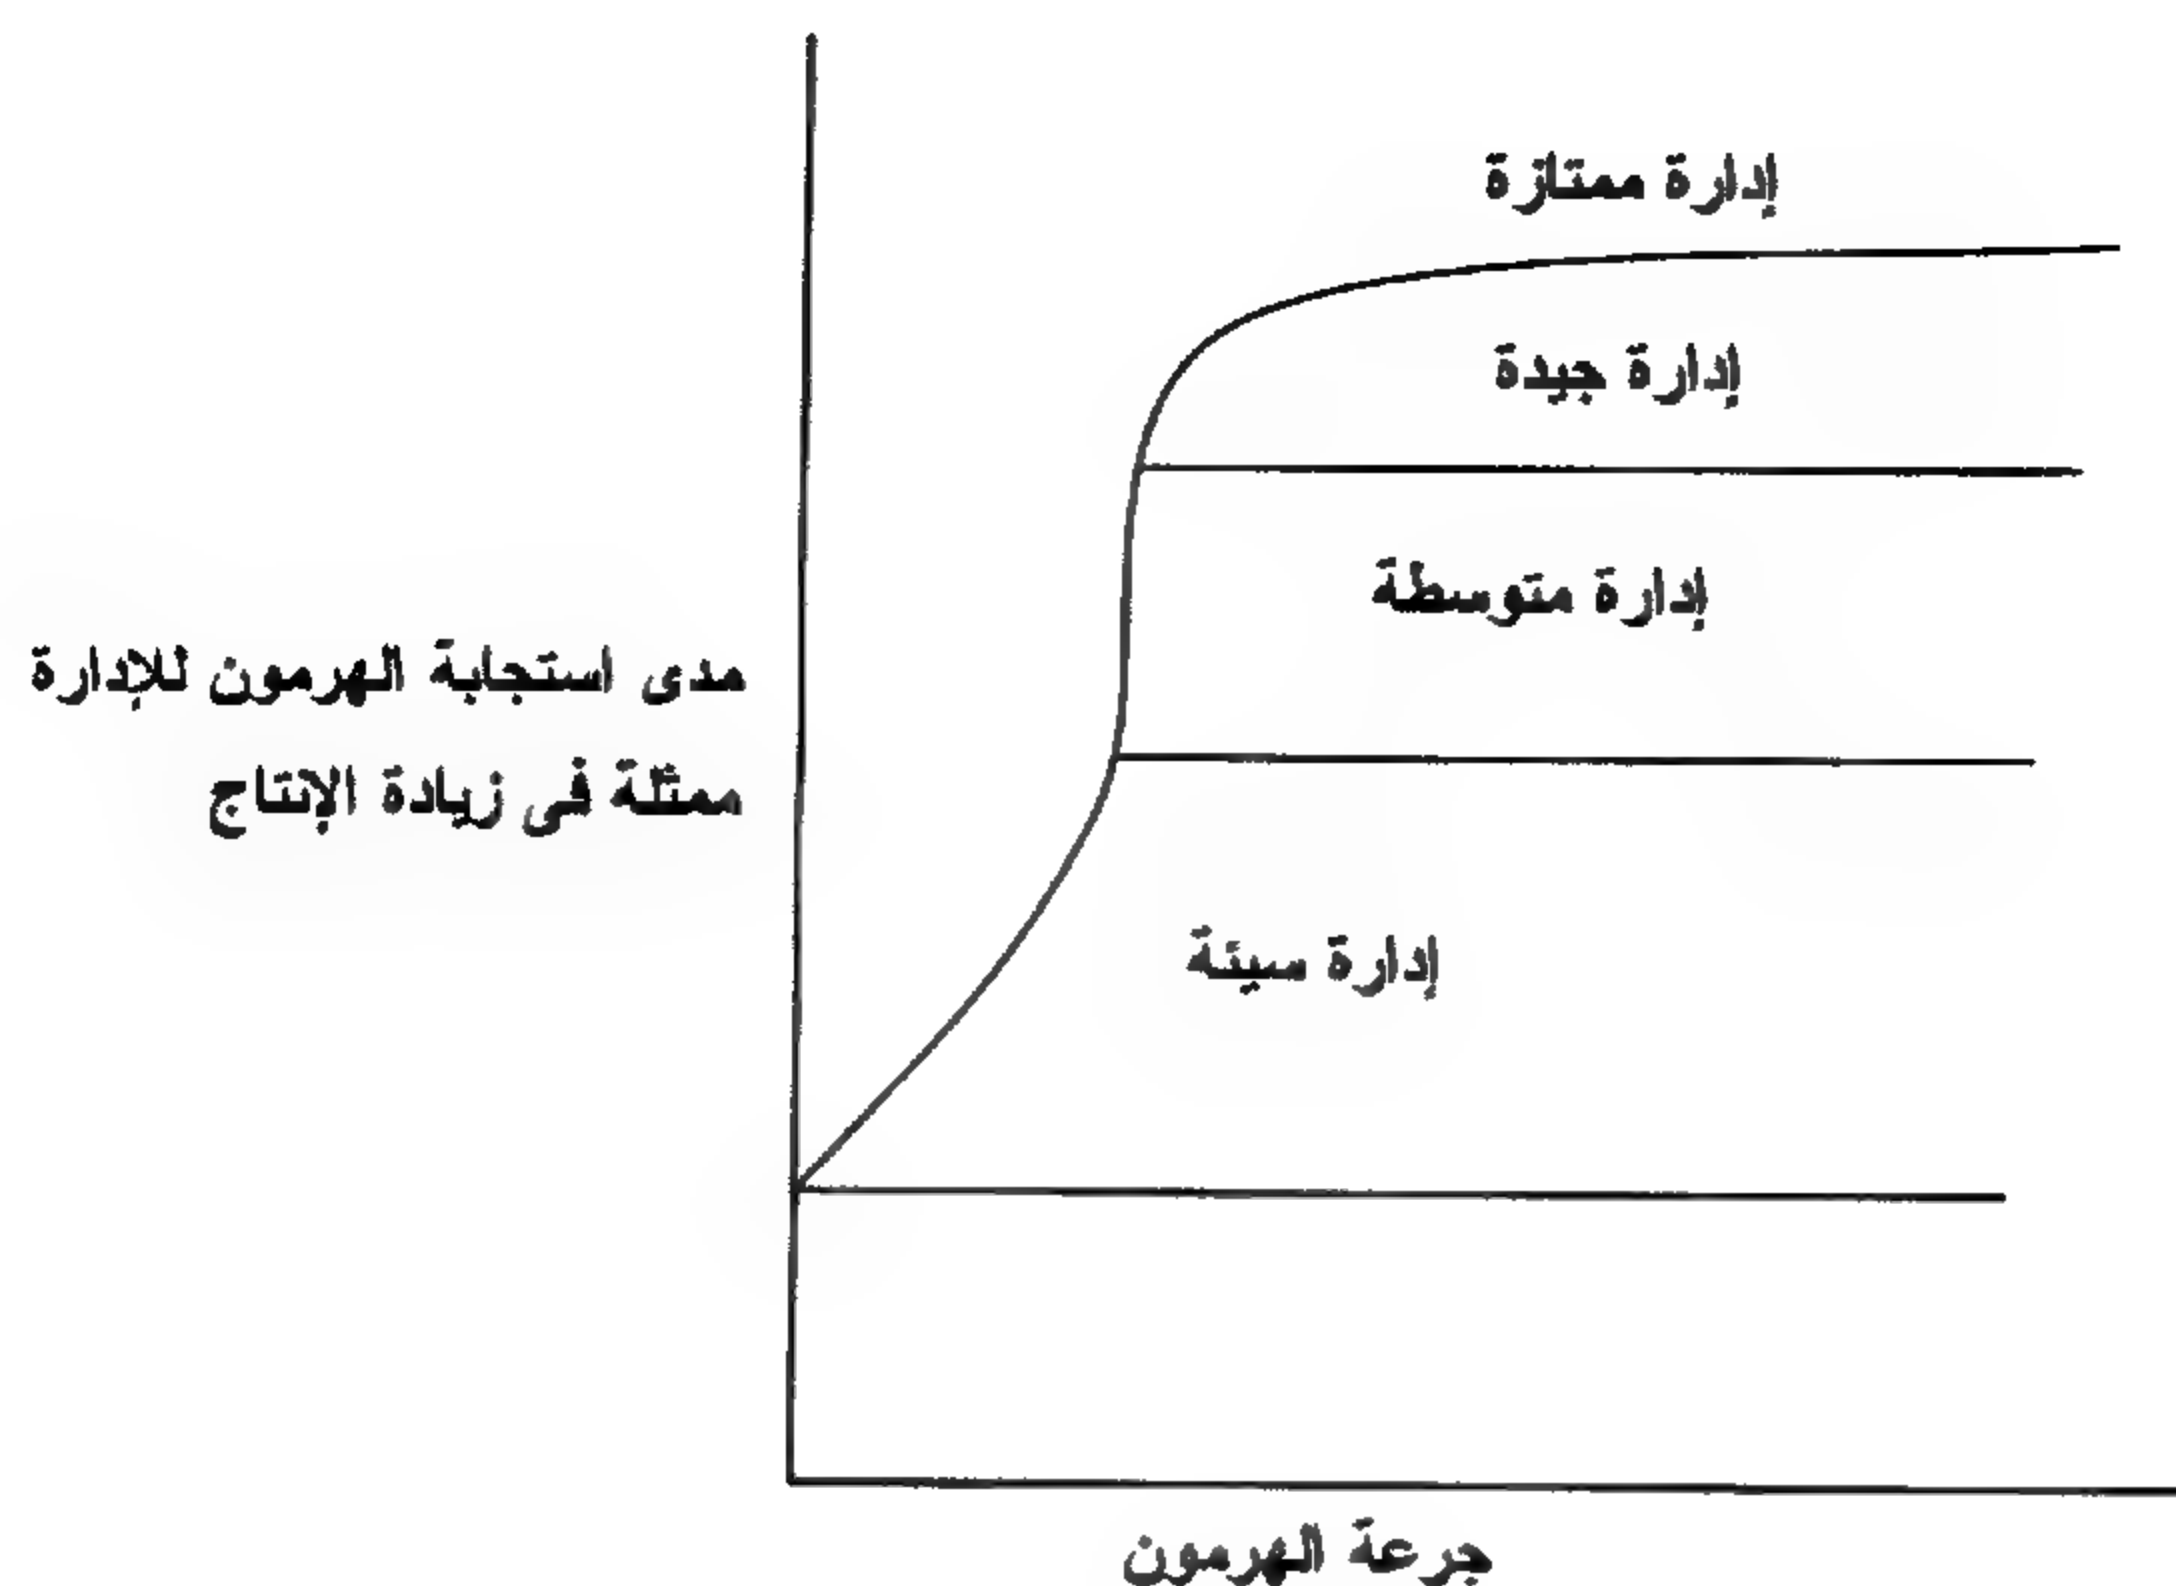 إدارة ممتازة
إدارة جيدة
إدارة متوسطة
مدى استجابة الهرمون للإدارة
ممثلة فى زيادة الإنتاج
إدارة سيئة
جرعة الهرمون